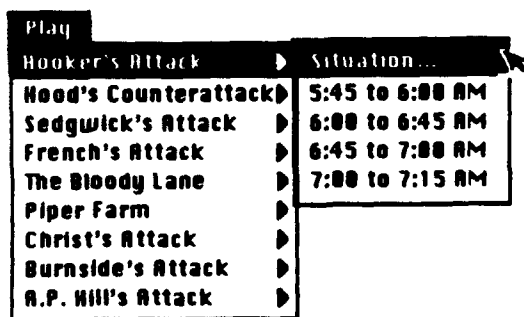 Play
Hooker's Attack
Hood's Counterattack
Sedgwick's Attack
French's Attack
The Bloody Lane
Piper Farm
Christ's Attack
Burnside's Attack
A.P. Hill's Attack
Situation...
5:45 to 6:00 AM
6:00 to 6:45 AM
6:45 to 7:00 AM
7:00 to 7:15 AM